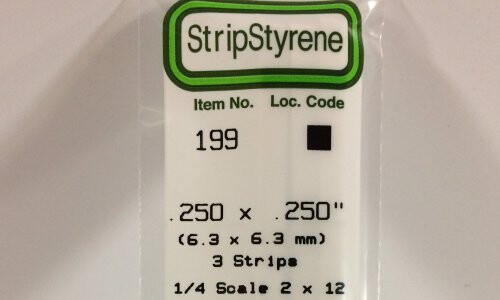 StripStyrene
Item No. Loc. Code
199 ■
.250 x .250"
(6.3 x 6.3 mm)
3 Strips
1/4 Scale 2 x 12